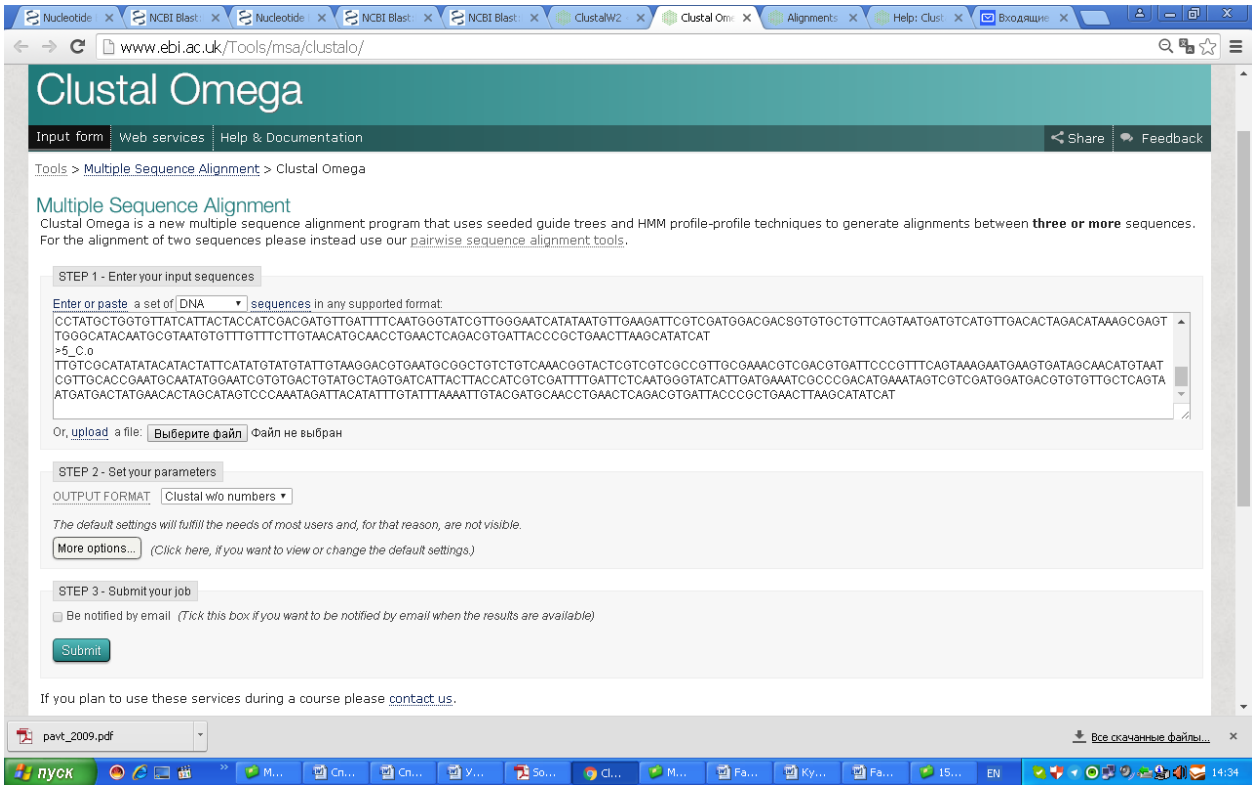 Nucleotide NCBI Blast: NCBI Blast: Nucleotide NCBI Blast: NCBI Blast: ClustalW2 Clustal Ome Alignments Help: Clust Входящие
www.ebi.ac.uk/Tools/msa/clustalo/
Clustal Omega
Input form Web services Help & Documentation Share Feedback
Tools > Multiple Sequence Alignment > Clustal Omega
Multiple Sequence Alignment
Clustal Omega is a new multiple sequence alignment program that uses seeded guide trees and HMM profile-profile techniques to generate alignments between three or more sequences.
For the alignment of two sequences please instead use our pairwise sequence alignment tools.
STEP 1 - Enter your input sequences
Enter or paste a set of DNA sequences in any supported format:
CCTATGCTGGTGTTATCATTACTACCATCGACGATGTTGATTTTCAATGGGTATCGTTGGGAATCATATAATGTTGAAGATTCGTCGATGGACGACSGTGTGCTGTTCAGTAATGATGTCATGTTGACACTAGACATAAAGCGAGT
TGGGCATACAATGCGTAATGTGTTTGTTTCTTGTAACATGCAACCTGAACTCAGACGTGATTACCCGCTGAACTTAAGCATATCAT
>5_C.o
TTGTCGCATATATACATACTATTCATATGTATGTATTGTAAGGACGTGAATGCGGCTGTCTGTCAAACGGTACTCGTCGTCGCCGTTGCGAAACGTCGACGTGATTCCCGTTTCAGTAAAGAATGAAGTGATAGCAACATGTAAT
CGTTGCACCGAATGCAATATGGAATCGTGTGACTGTATGCTAGTGATCATTACTTACCATCGTCGATTTTGATTCTCAATGGGTATCATTGATGAAATCGCCCGACATGAAATAGTCGTCGATGGATGACGTGTGTTGCTCAGTA
ATGATGACTATGAACACTAGCATAGTCCCAAATAGATTACATATTTGTATTTAAAATTGTACGATGCAACCTGAACTCAGACGTGATTACCCGCTGAACTTAAGCATATCAT
Or, upload a file: Выберите файл Файл не выбран
STEP 2 - Set your parameters
OUTPUT FORMAT Clustal w/o numbers
The default settings will fulfill the needs of most users and, for that reason, are not visible.
More options... (Click here, if you want to view or change the default settings.)
STEP 3 - Submit your job
Be notified by email (Tick this box if you want to be notified by email when the results are available)
Submit
If you plan to use these services during a course please contact us.
pavt_2009.pdf Все скачанные файлы...
пуск M... Сп... Сп... У... So... Cl... M... Fa... Ку... Fa... 15... EN 14:34